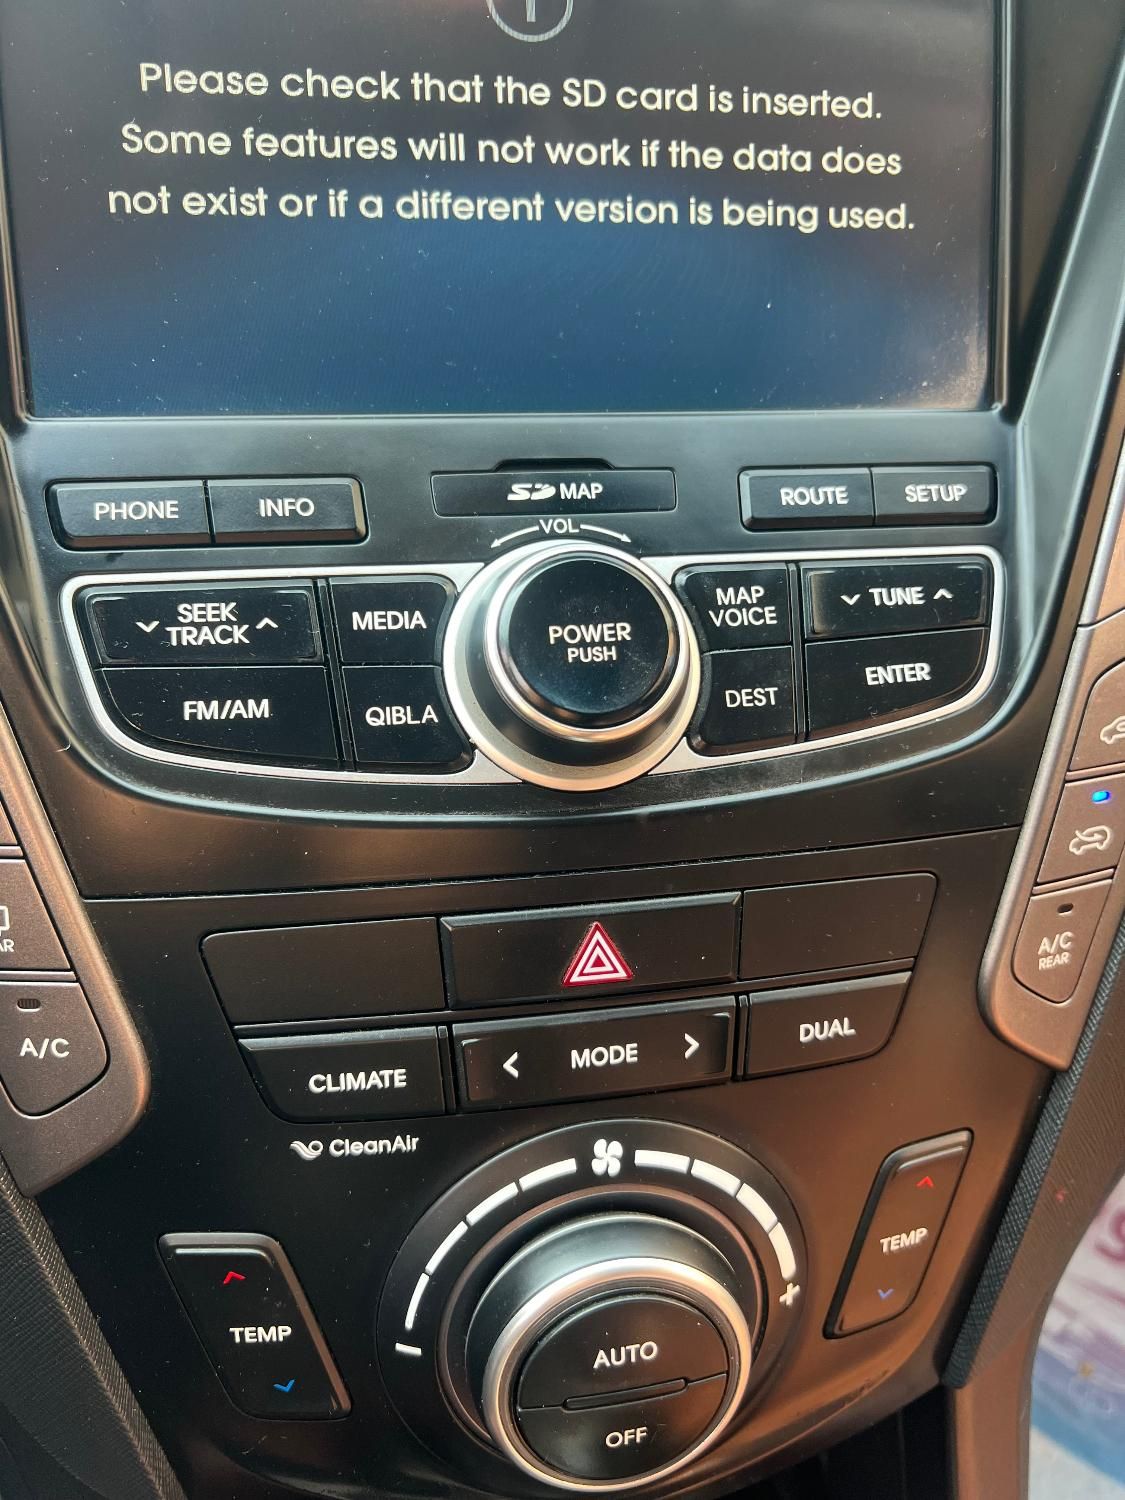 Please check that the SD card is inserted.
Some features will not work if the data does
not exist or if a different version is being used.
PHONE
INFO
SD MAP
ROUTE
SETUP
VOL
SEEK
TRACK
MEDIA
POWER
PUSH
MAP
VOICE
TUNE
FM/AM
QIBLA
DEST
ENTER
A/C
REAR
A/C
CLIMATE
< MODE >
DUAL
CleanAir
TEMP
TEMP
AUTO
OFF